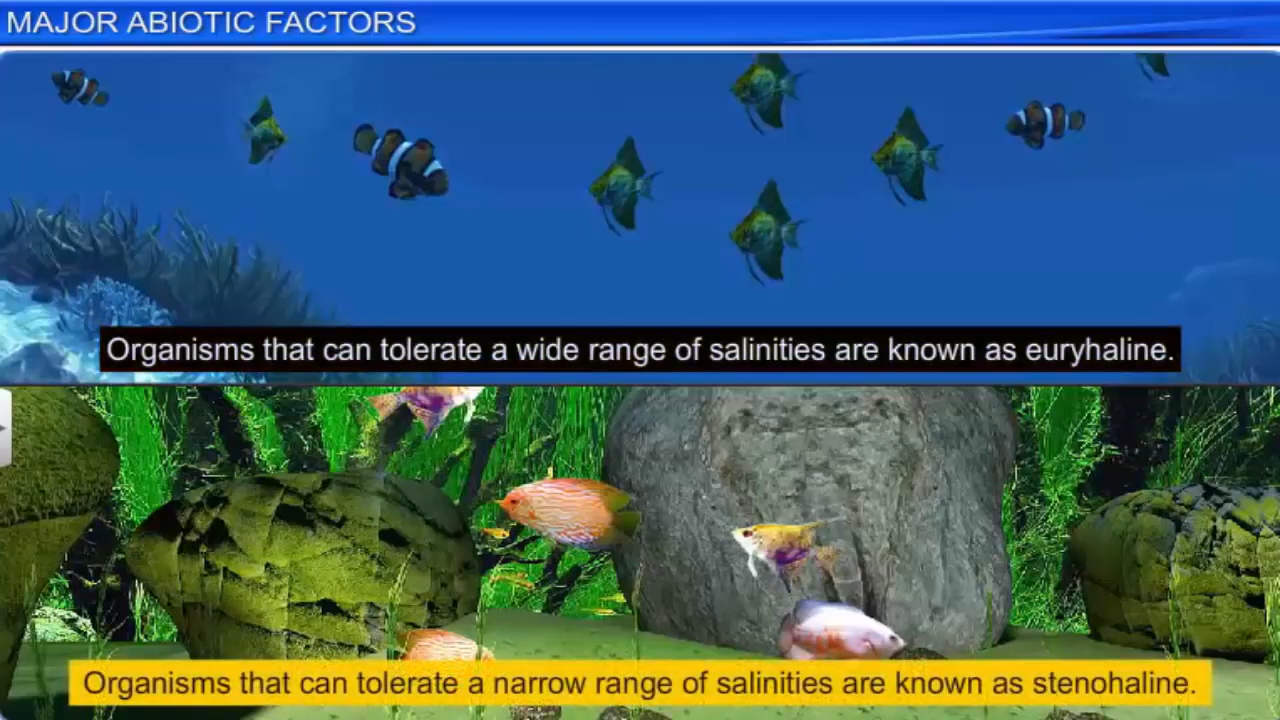 MAJOR ABIOTIC FACTORS
Organisms that can tolerate a wide range of salinities are known as euryhaline.
Organisms that can tolerate a narrow range of salinities are known as stenohaline.